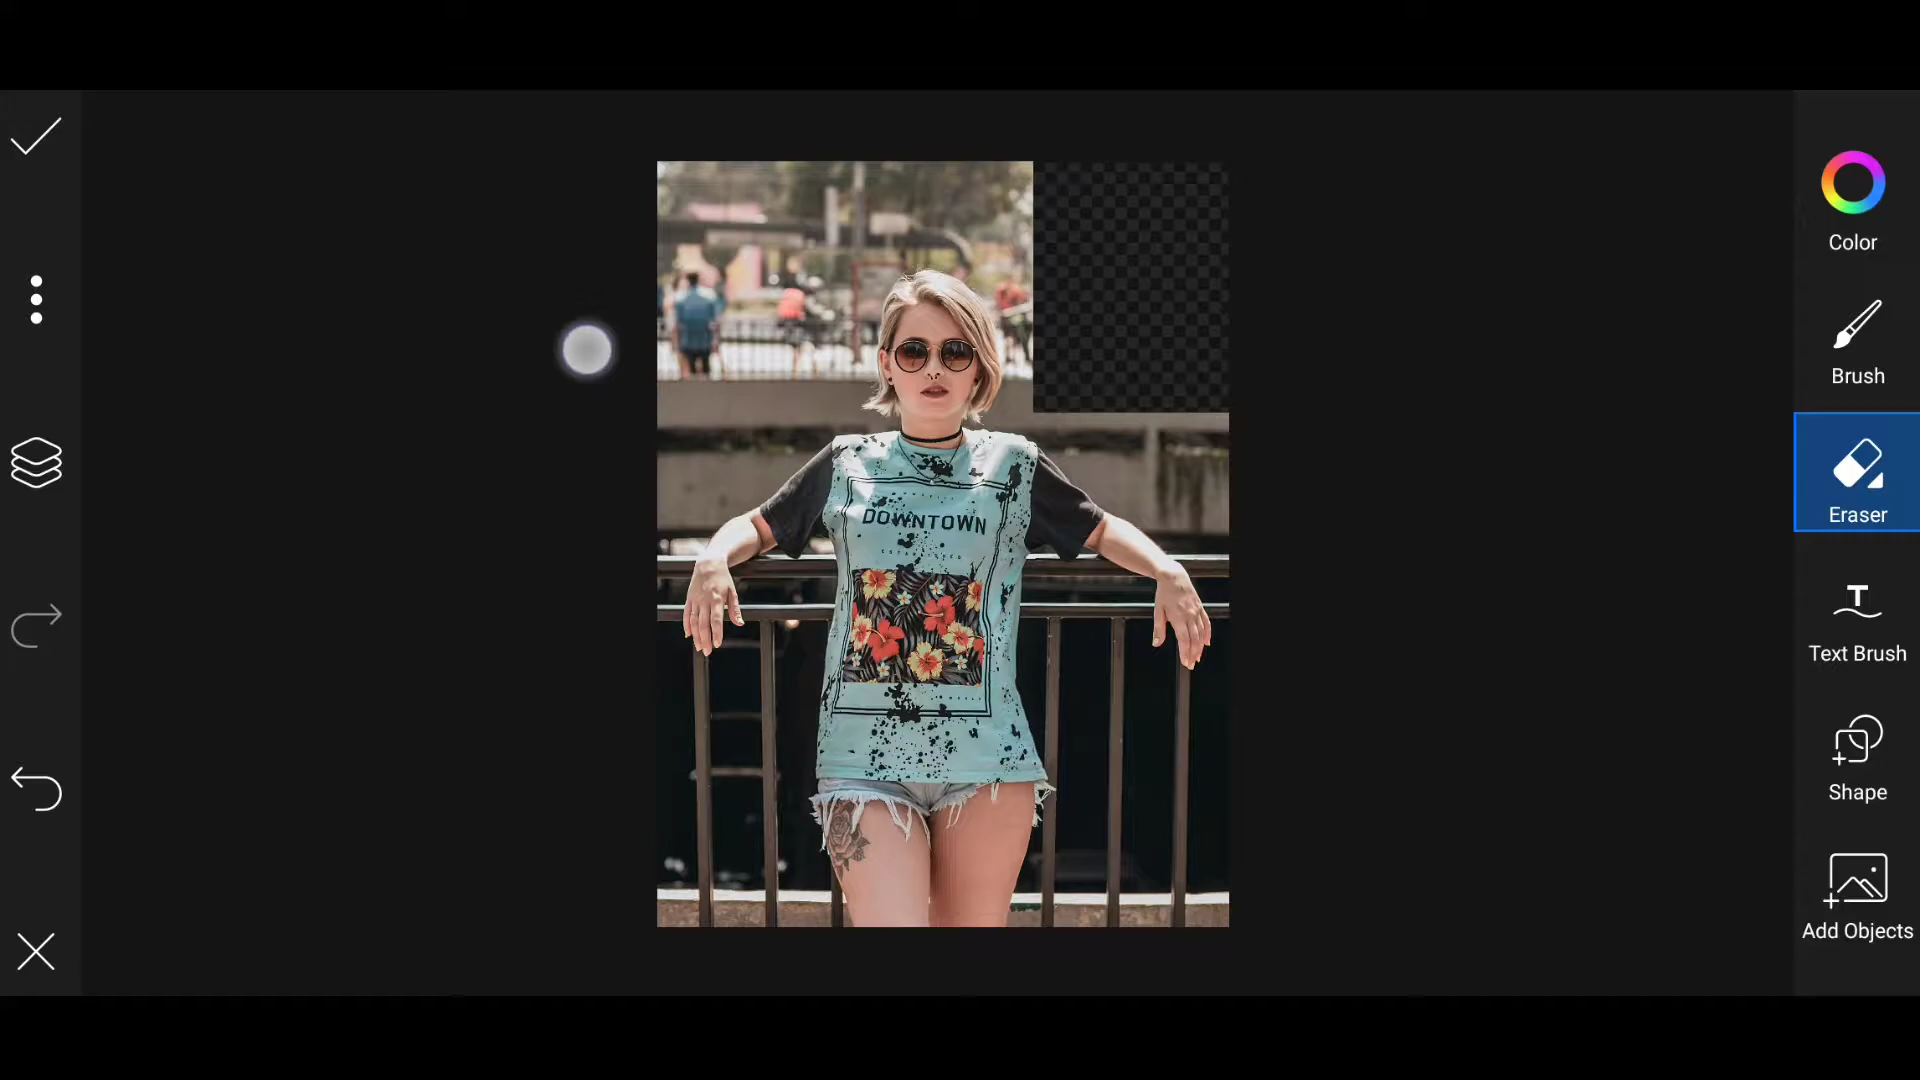 Color
Brush
Eraser
Text Brush
Shape
Add Objects
DOWNTOWN